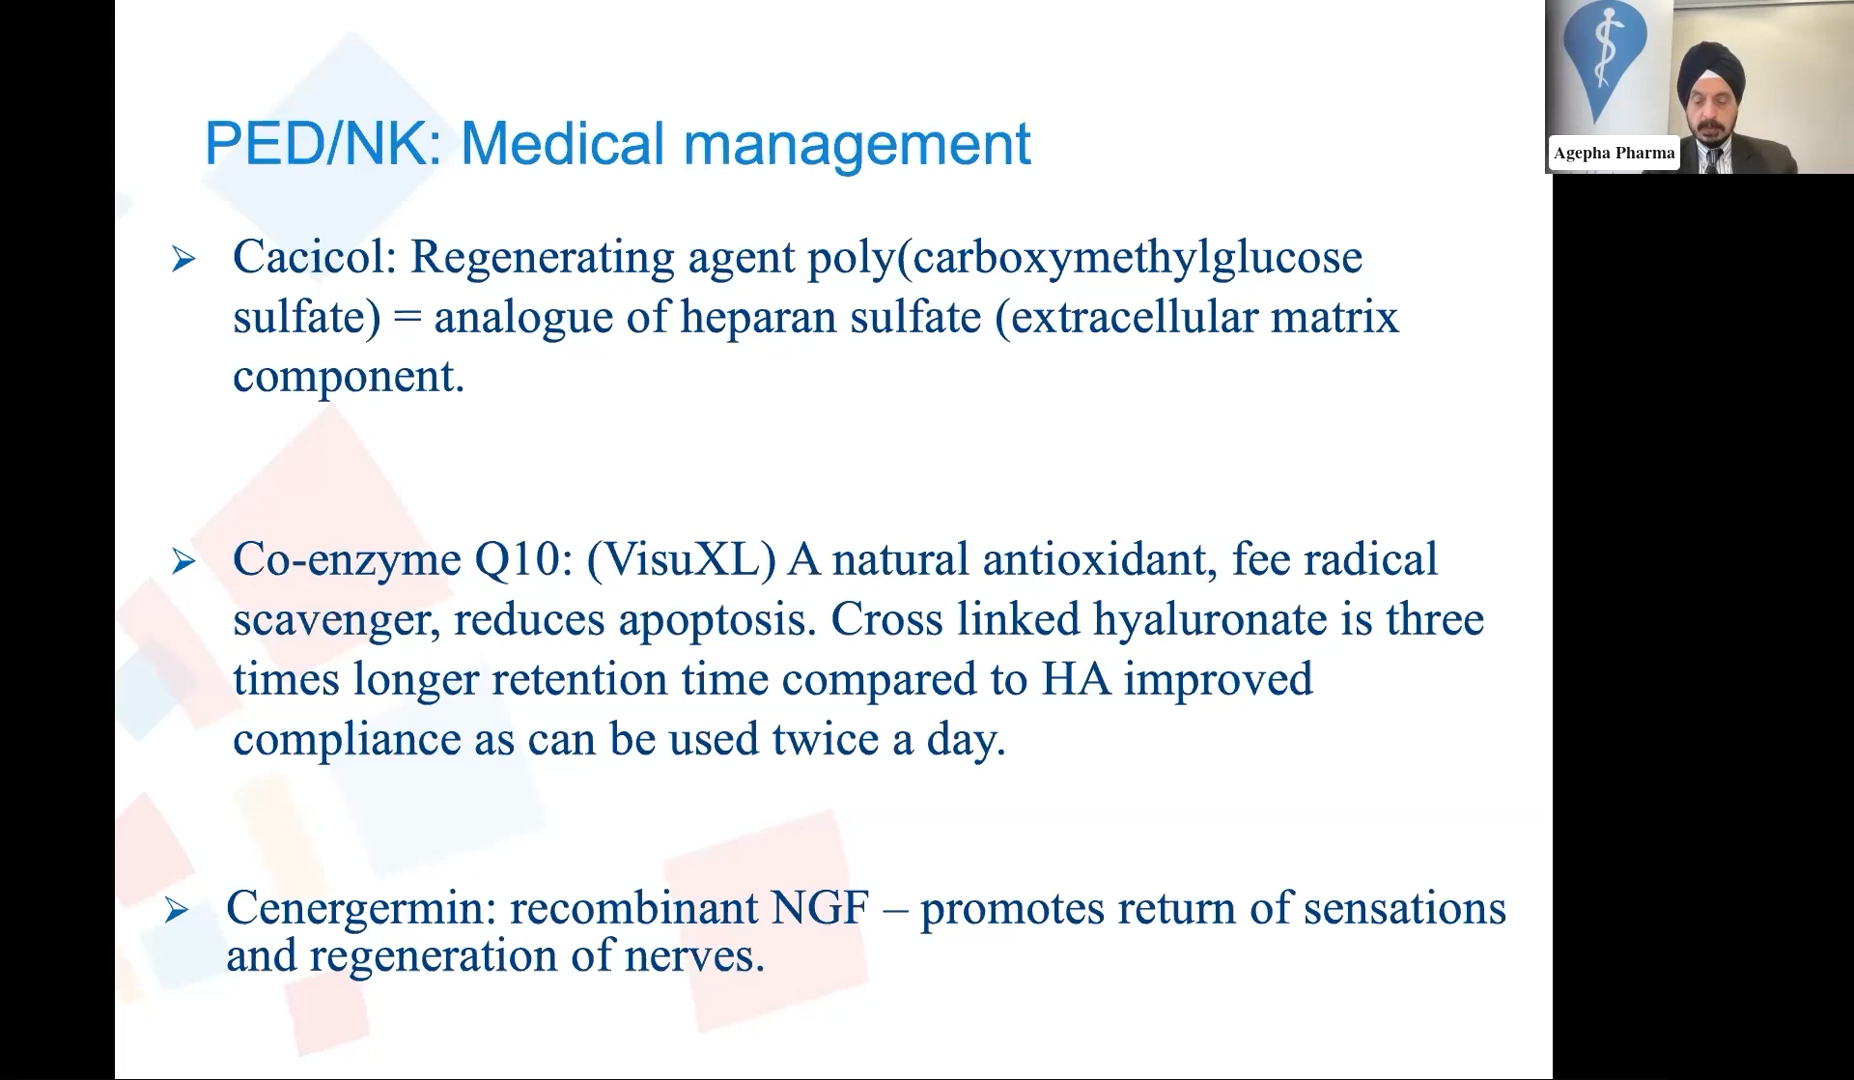 PED/NK: Medical management
Agepha Pharma
➢ Cacicol: Regenerating agent poly(carboxymethylglucose
sulfate) = analogue of heparan sulfate (extracellular matrix
component.
➢ Co-enzyme Q10: (VisuXL) A natural antioxidant, fee radical
scavenger, reduces apoptosis. Cross linked hyaluronate is three
times longer retention time compared to HA improved
compliance as can be used twice a day.
➢ Cenergermin: recombinant NGF – promotes return of sensations
and regeneration of nerves.